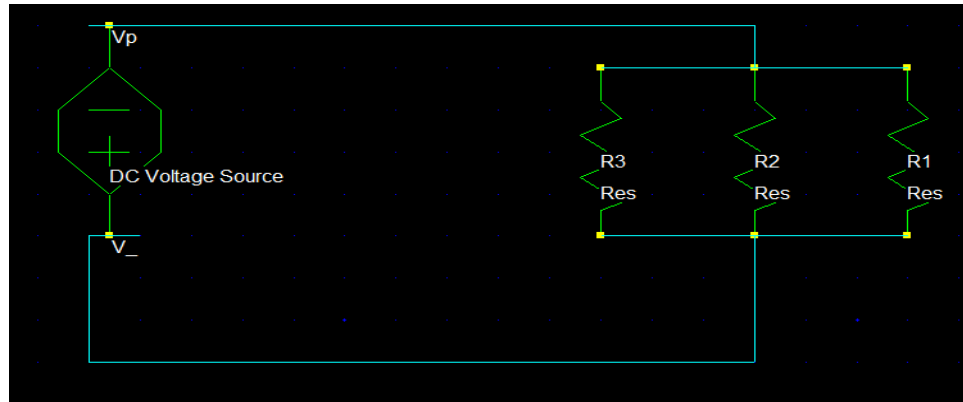 Vp
DC Voltage Source
V_
R3
Res
R2
Res
R1
Res